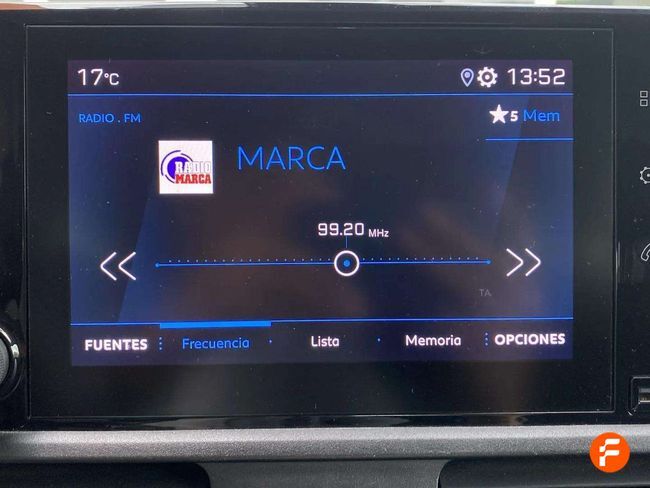 17°C 13:52
RADIO . FM ★5 Mem
RADIO
MARCA
MARCA
99.20 MHz
TA
FUENTES Frecuencia Lista Memoria OPCIONES